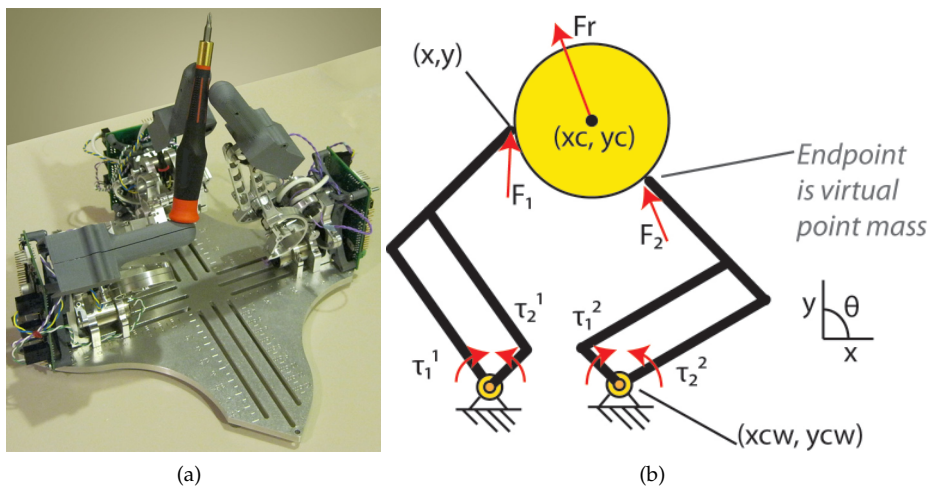 Fr
(x,y)
(xc, yc)
F₁
F₂
Endpoint
is virtual
point mass
τ₁¹
τ₂¹
τ₁²
τ₂²
y
θ
x
(xcw, ycw)
(a)
(b)